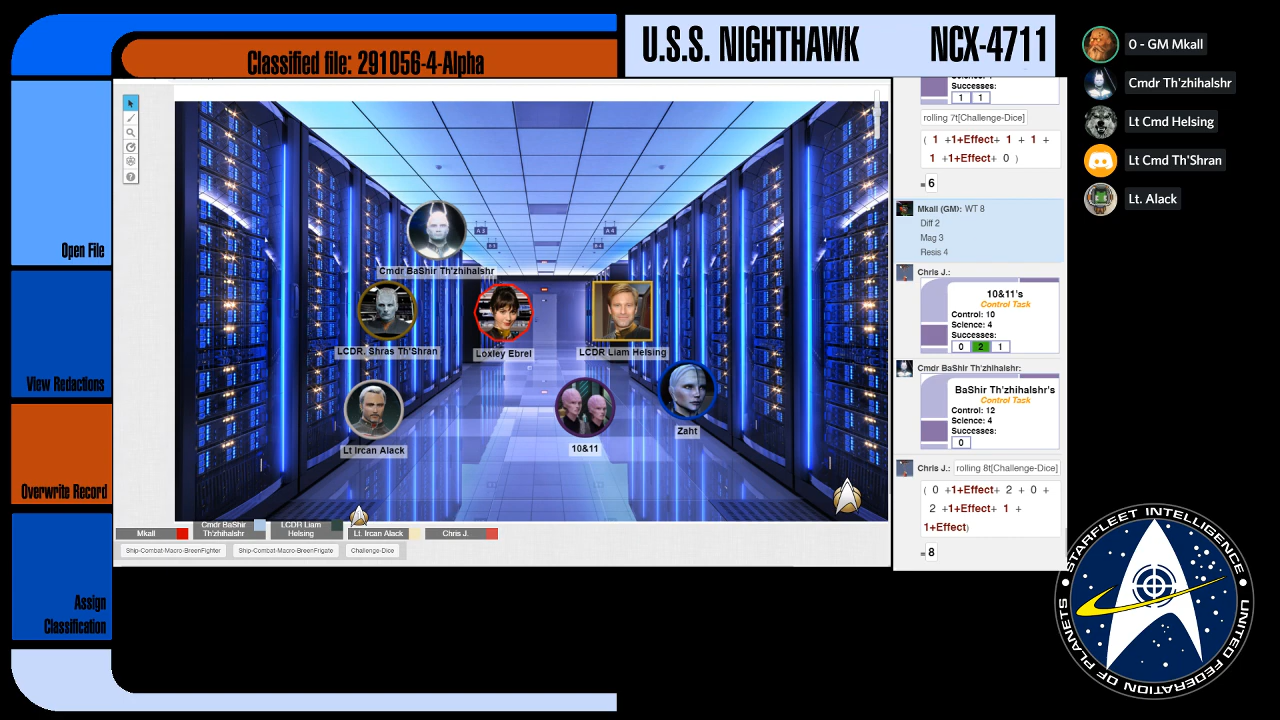 Classified file: 291056-4-Alpha
U.S.S. NIGHTHAWK NCX-4711
Open File
View Redactions
Overwrite Record
Assign
Classification
A3
A4
Cmdr BaShir Th'zhihalshr
LCDR. Shras Th'Shran
Loxley Ebrel
LCDR Liam Helsing
Lt Ircan Alack
10&11
Zaht
Mkall
Cmdr BaShir
Th'zhihalshr
LCDR Liam
Helsing
Lt. Ircan Alack
Chris J.
Ship-Combat-Macro-BreenFighter
Ship-Combat-Macro-BreenFrigate
Challenge-Dice
Successes:
1 1
rolling 7t[Challenge-Dice]
( 1 +1+Effect+ 1 + 1 +
1 +1+Effect+ 0 )
=6
Mkall (GM): WT 8
Diff 2
Mag 3
Resis 4
Chris J.:
10&11's
Control Task
Control: 10
Science: 4
Successes:
0 2 1
Cmdr BaShir Th'zhihalshr:
BaShir Th'zhihalshr's
Control Task
Control: 12
Science: 4
Successes:
0
Chris J.: rolling 8t[Challenge-Dice]
( 0 +1+Effect+ 2 + 0 +
2 +1+Effect+ 1 +
1+Effect)
=8
0 - GM Mkall
Cmdr Th'zhihalshr
Lt Cmd Helsing
Lt Cmd Th'Shran
Lt. Alack
STARFLEET INTELLIGENCE
UNITED FEDERATION OF PLANETS